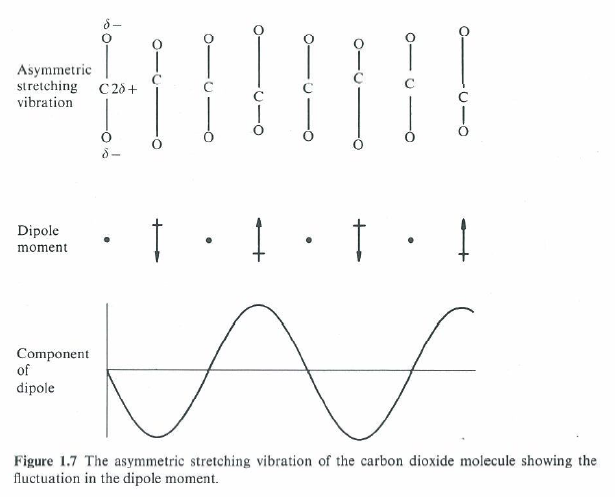 δ−
O O O O O O O O
Asymmetric
stretching
vibration
C 2δ+ C C C C C C C
O O O O O O O O
δ−
Dipole
moment
Component
of
dipole
Figure 1.7 The asymmetric stretching vibration of the carbon dioxide molecule showing the
fluctuation in the dipole moment.